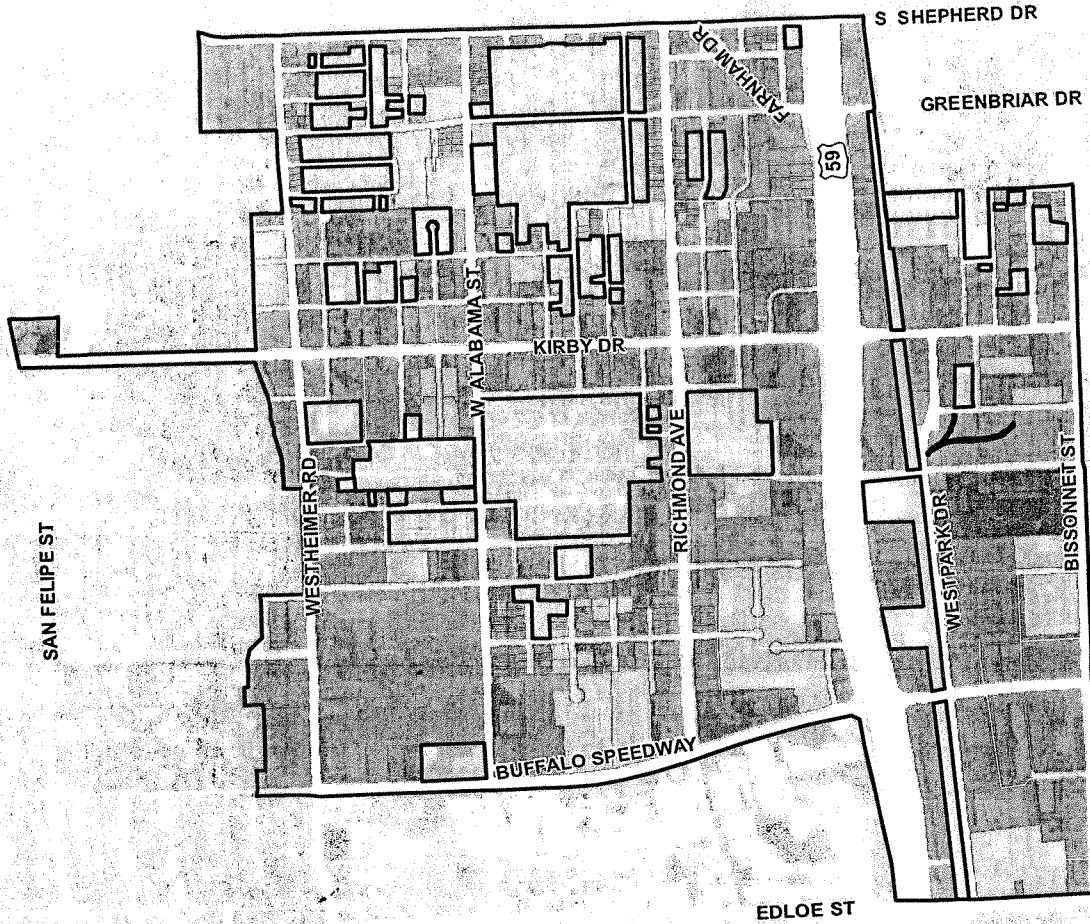 S SHEPHERD DR
FARNHAM DR
GREENBRIAR DR
59
W ALABAMA ST
KIRBY DR
RICHMOND AVE
WESTHEIMER RD
SAN FELIPE ST
WESTPARK DR
BISSONNET ST
BUFFALO SPEEDWAY
EDLOE ST